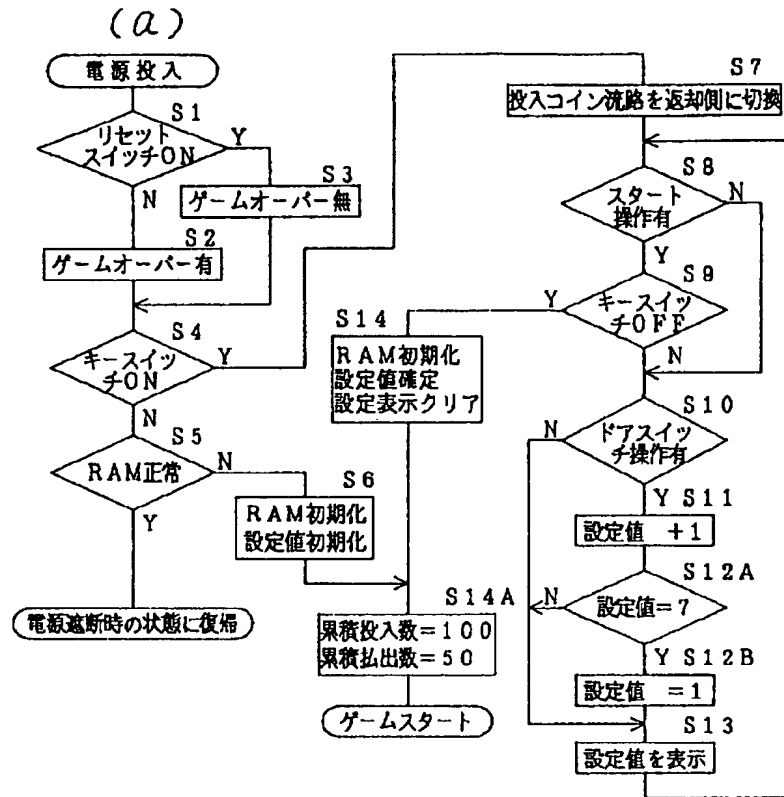 (a)
電源投入
S1
リセット
スイッチON
Y
N
S3
ゲームオーバー無
S2
ゲームオーバー有
S4
キースイッ
チON
Y
N
S5
RAM正常
N
Y
S6
RAM初期化
設定値初期化
電源遮断時の状態に復帰
S14
RAM初期化
設定値確定
設定表示クリア
S14A
累積投入数=100
累積払出数=50
ゲームスタート
S7
投入コイン流路を返却側に切換
S8
スタート
操作有
N
Y
S9
キースイッ
チOFF
Y
N
S10
ドアスイッ
チ操作有
N
Y S11
設定値 +1
S12A
設定値=7
N
Y S12B
設定値 =1
S13
設定値を表示